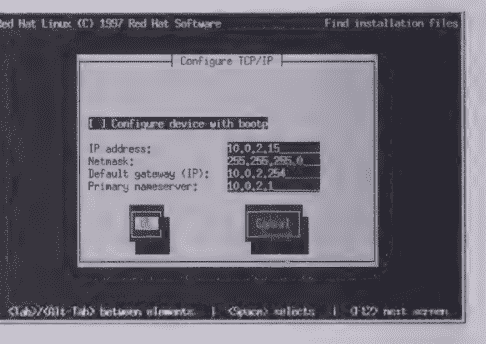 Red Hat Linux (C) 1997 Red Hat Software
Find installation files
Configure TCP/IP
[ ] Configure device with bootp
IP address: 10.0.2.15
Netmask: 255.255.255.0
Default gateway (IP): 10.0.2.254
Primary nameserver: 10.0.2.1
Ok Cancel
<Tab>/<Alt-Tab> between elements | <Space> selects | <F12> next screen